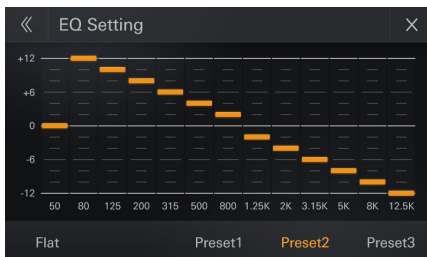 EQ Setting
+12
+6
0
-6
-12
50 80 125 200 315 500 800 1.25K 2K 3.15K 5K 8K 12.5K
Flat Preset1 Preset2 Preset3